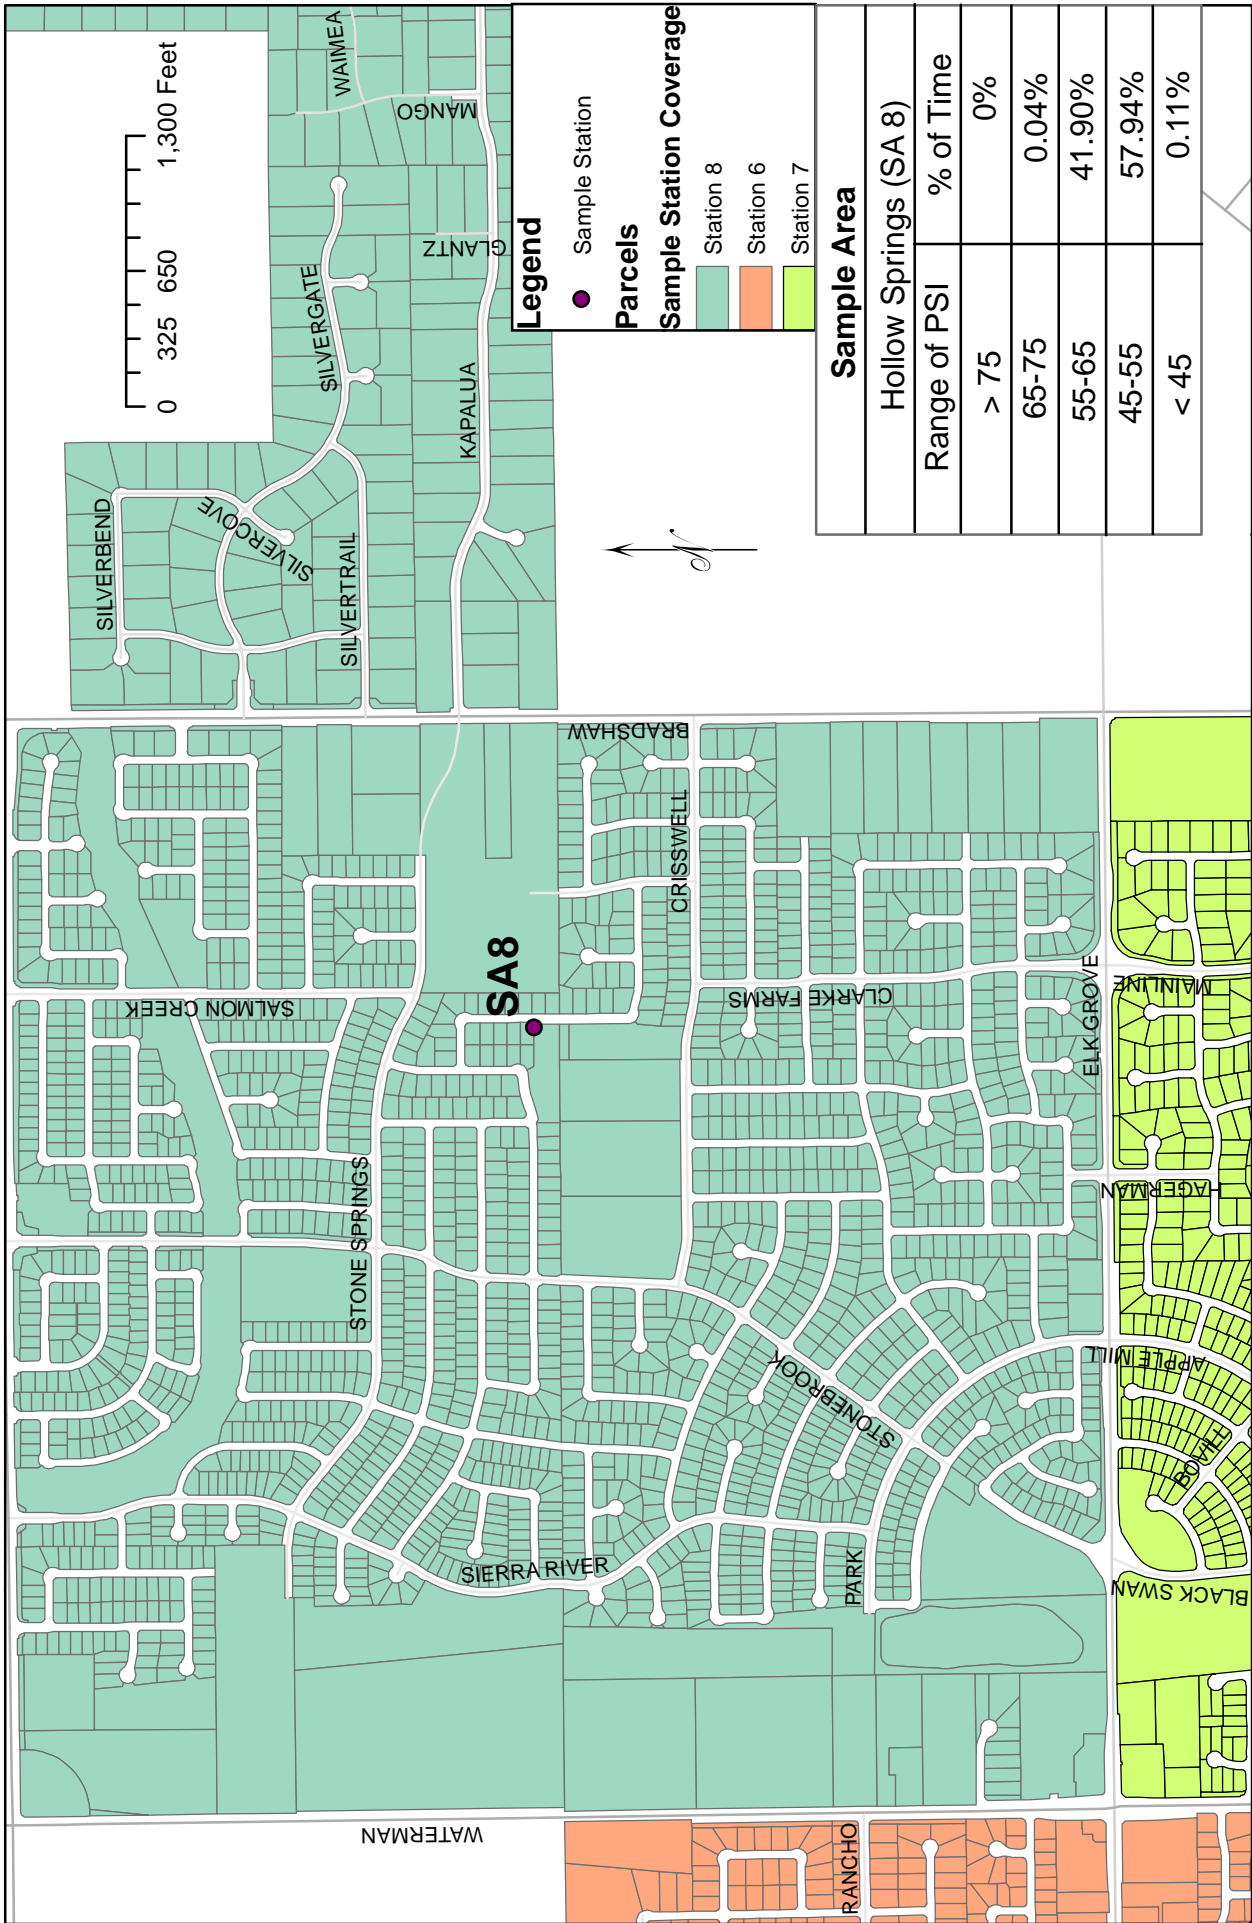 0 325 650 1,300 Feet
WAIMEA
MANGO
SILVERGATE
GLANTZ
KAPALUA
SILVERBEND
SILVERCOVE
SILVERTRAIL
Legend
Sample Station
Parcels
Sample Station Coverage
Station 8
Station 6
Station 7
N
Sample Area
Hollow Springs (SA 8)
Range of PSI % of Time
> 75 0%
65-75 0.04%
55-65 41.90%
45-55 57.94%
< 45 0.11%
BRADSHAW
CRISSWELL
SA8
SALMON CREEK
CLARKE FARMS
ELK GROVE
MAINLINE
STONE SPRINGS
HAGERMAN
STONEBROOK
APPLE MILL
BOVILL
SIERRA RIVER
PARK
BLACK SWAN
WATERMAN
RANCHO